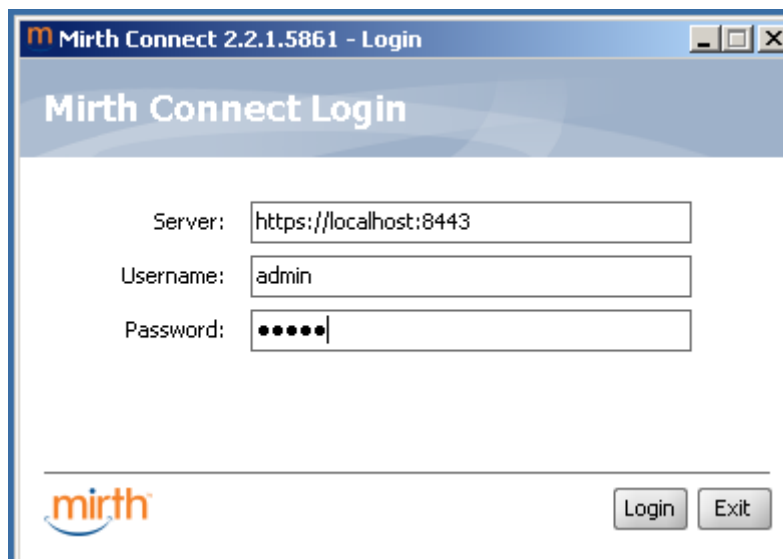 Mirth Connect 2.2.1.5861 - Login
Mirth Connect Login
Server: https://localhost:8443
Username: admin
Password: •••••
mirth™
Login Exit